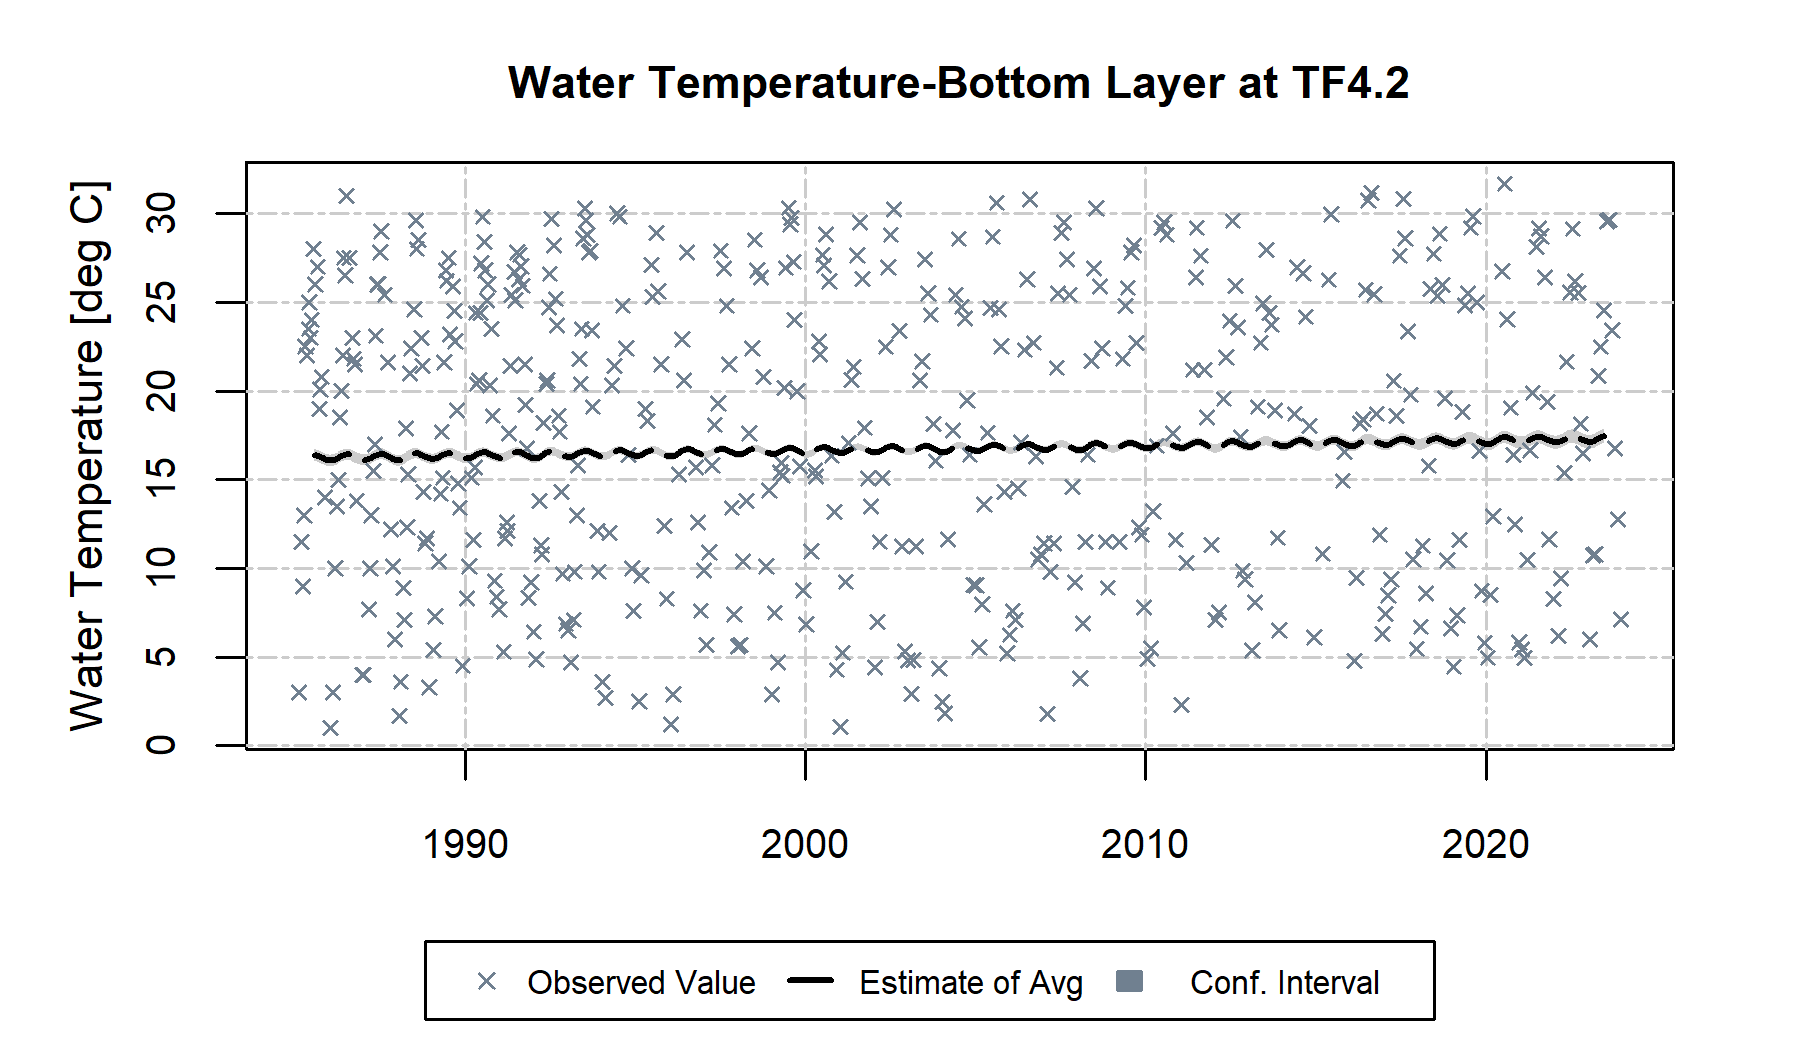 Water Temperature-Bottom Layer at TF4.2
Water Temperature [deg C]
30
25
20
15
10
5
0
1990 2000 2010 2020
Observed Value Estimate of Avg Conf. Interval